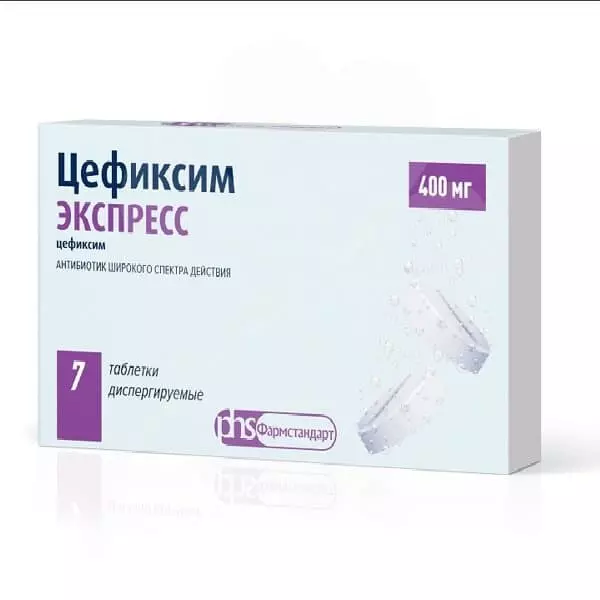 Цефиксим
ЭКСПРЕСС
цефиксим
АНТИБИОТИК ШИРОКОГО СПЕКТРА ДЕЙСТВИЯ
400 мг
7
таблетки
диспергируемые
phs Фармстандарт